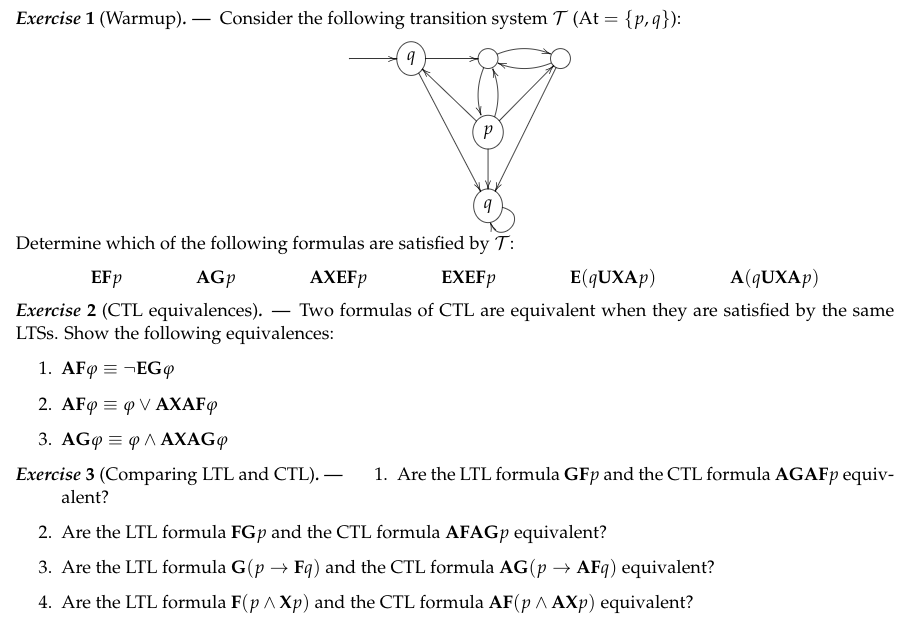 Exercise 1 (Warmup). — Consider the following transition system 𝒯 (At = {p, q}):
q
p
q
Determine which of the following formulas are satisfied by 𝒯:
EFp AGp AXEFp EXEFp E(qUXAp) A(qUXAp)
Exercise 2 (CTL equivalences). — Two formulas of CTL are equivalent when they are satisfied by the same
LTSs. Show the following equivalences:
1. AFφ ≡ ¬EGφ
2. AFφ ≡ φ ∨ AXAFφ
3. AGφ ≡ φ ∧ AXAGφ
Exercise 3 (Comparing LTL and CTL). — 1. Are the LTL formula GFp and the CTL formula AGAFp equiv-
alent?
2. Are the LTL formula FGp and the CTL formula AFAGp equivalent?
3. Are the LTL formula G(p → Fq) and the CTL formula AG(p → AFq) equivalent?
4. Are the LTL formula F(p ∧ Xp) and the CTL formula AF(p ∧ AXp) equivalent?